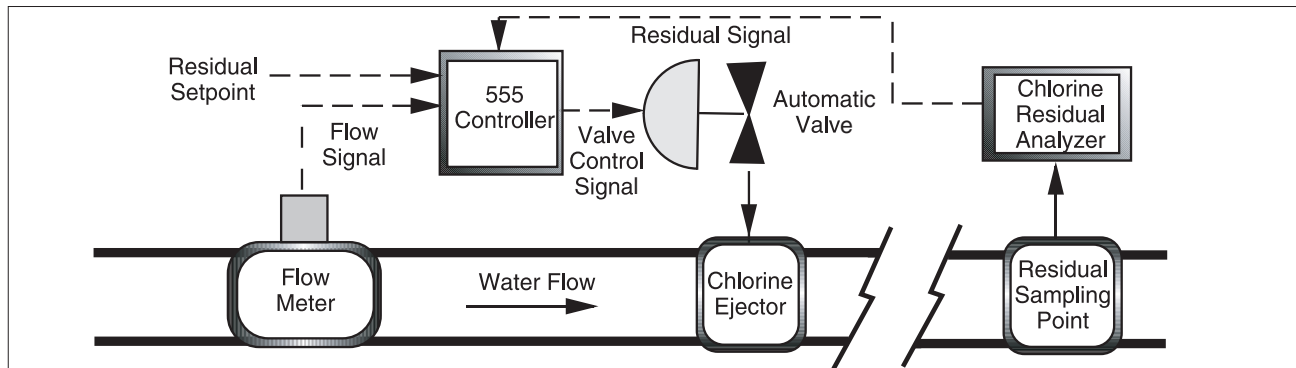 Residual Signal
Residual
Setpoint
555
Controller
Flow
Signal
Valve
Control
Signal
Automatic
Valve
Chlorine
Residual
Analyzer
Flow
Meter
Water Flow
Chlorine
Ejector
Residual
Sampling
Point